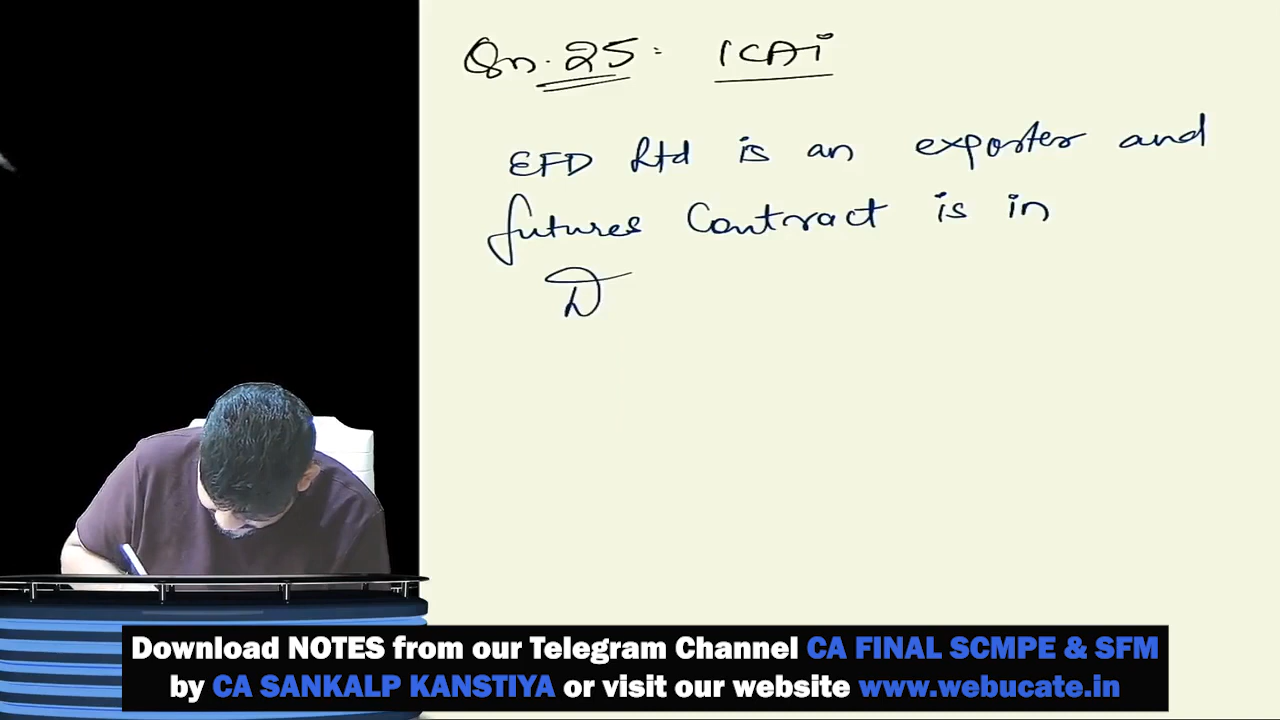 Qn. 25: ICAI
EFD Ltd is an exporter and
futures Contract is in
D
Download NOTES from our Telegram Channel CA FINAL SCMPE & SFM
by CA SANKALP KANSTIYA or visit our website www.webucate.in